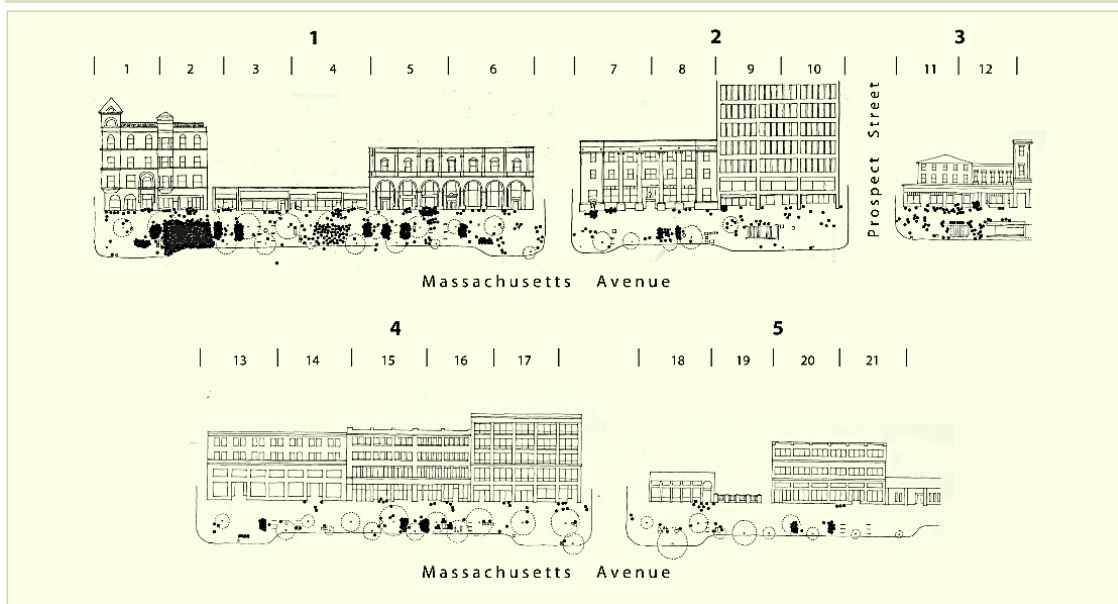 1 2 3
1 2 3 4 5 6 7 8 9 10 11 12
Prospect Street
Massachusetts Avenue
4 5
13 14 15 16 17 18 19 20 21
Massachusetts Avenue